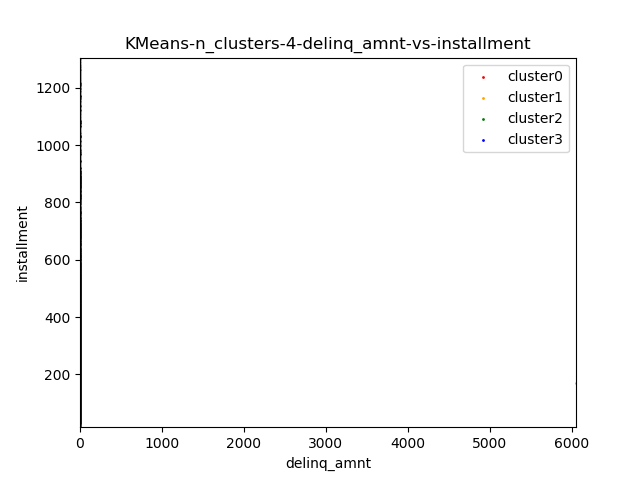 KMeans-n_clusters-4-delinq_amnt-vs-installment
cluster0
cluster1
cluster2
cluster3
1200
1000
800
600
400
200
installment
0 1000 2000 3000 4000 5000 6000
delinq_amnt